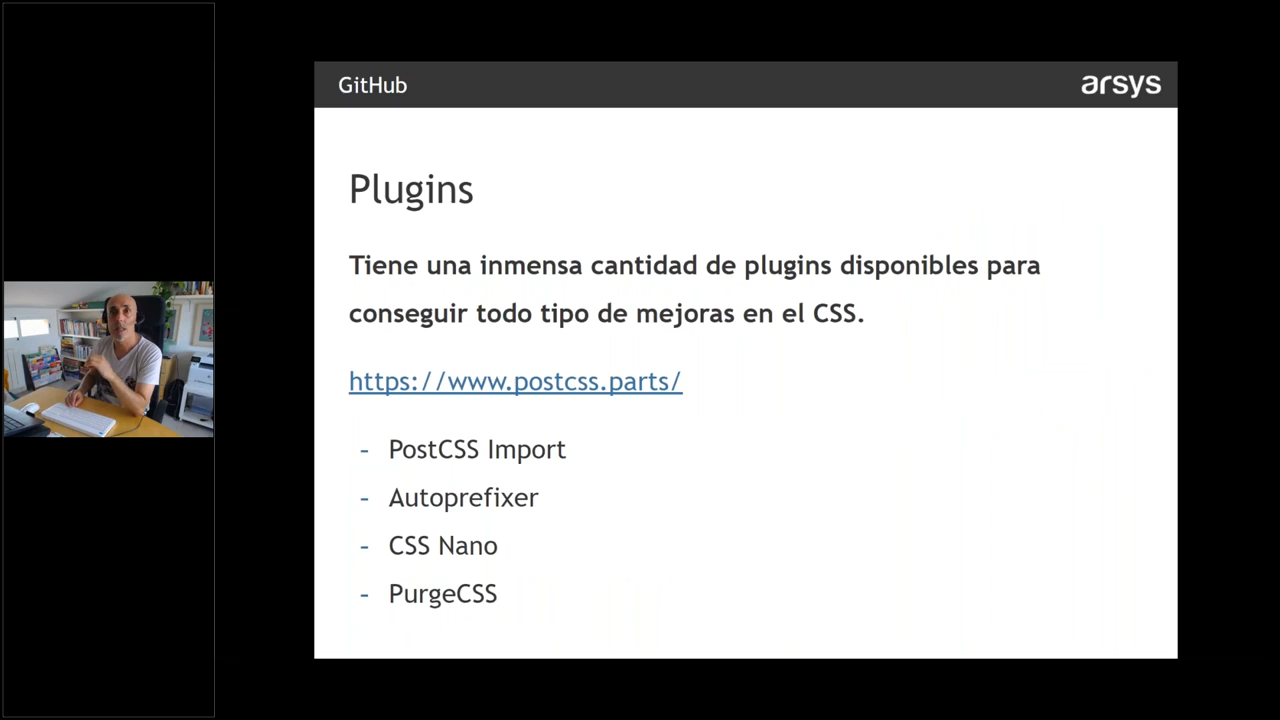 GitHub
arsys
Plugins
Tiene una inmensa cantidad de plugins disponibles para
conseguir todo tipo de mejoras en el CSS.
https://www.postcss.parts/
- PostCSS Import
- Autoprefixer
- CSS Nano
- PurgeCSS